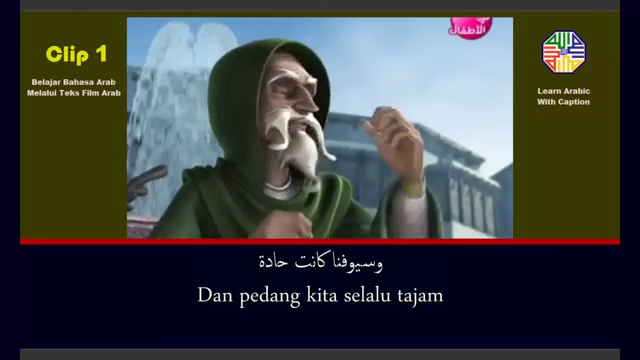 Clip 1
Belajar Bahasa Arab
Melalui Teks Film Arab
الأطفال
Learn Arabic
With Caption
وسيوفنا كانت حادة
Dan pedang kita selalu tajam